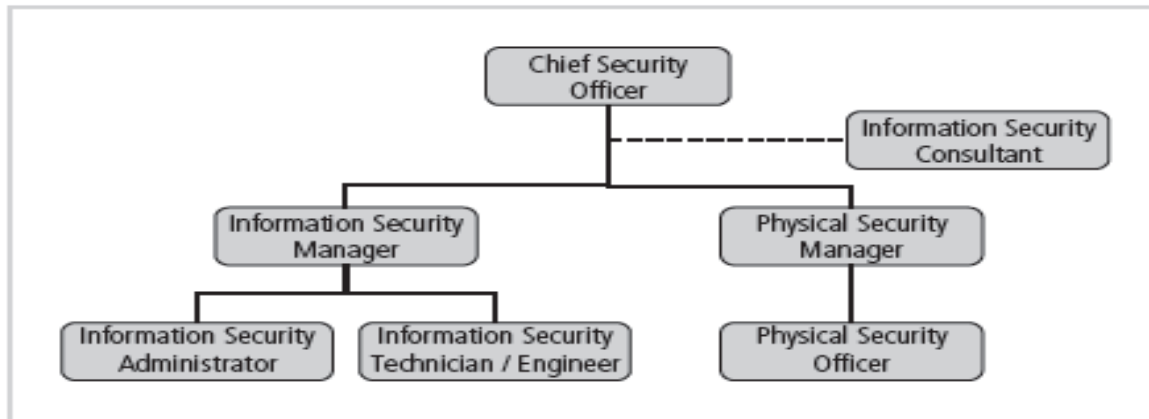 Chief Security
Officer
Information Security
Consultant
Information Security
Manager
Physical Security
Manager
Information Security
Administrator
Information Security
Technician / Engineer
Physical Security
Officer